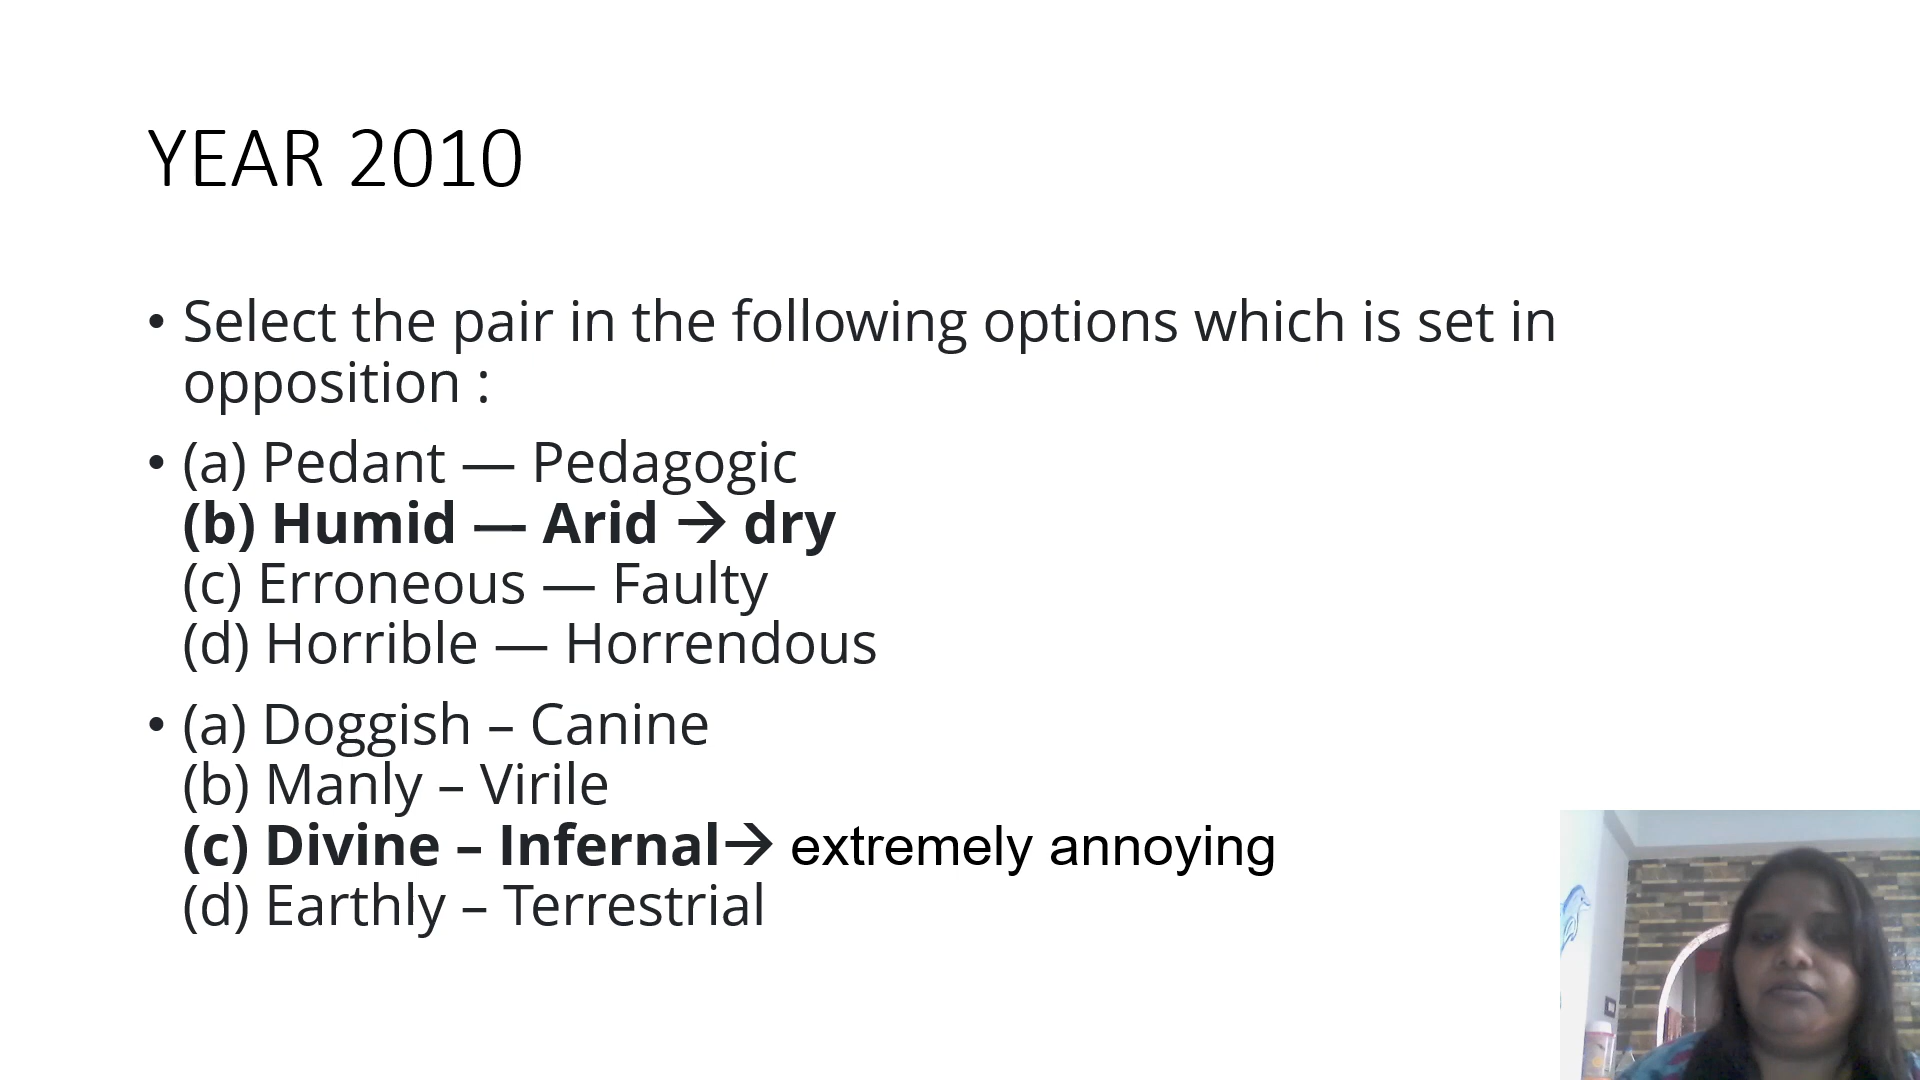 YEAR 2010
• Select the pair in the following options which is set in
opposition :
• (a) Pedant — Pedagogic
(b) Humid — Arid → dry
(c) Erroneous — Faulty
(d) Horrible — Horrendous
• (a) Doggish – Canine
(b) Manly – Virile
(c) Divine – Infernal→ extremely annoying
(d) Earthly – Terrestrial